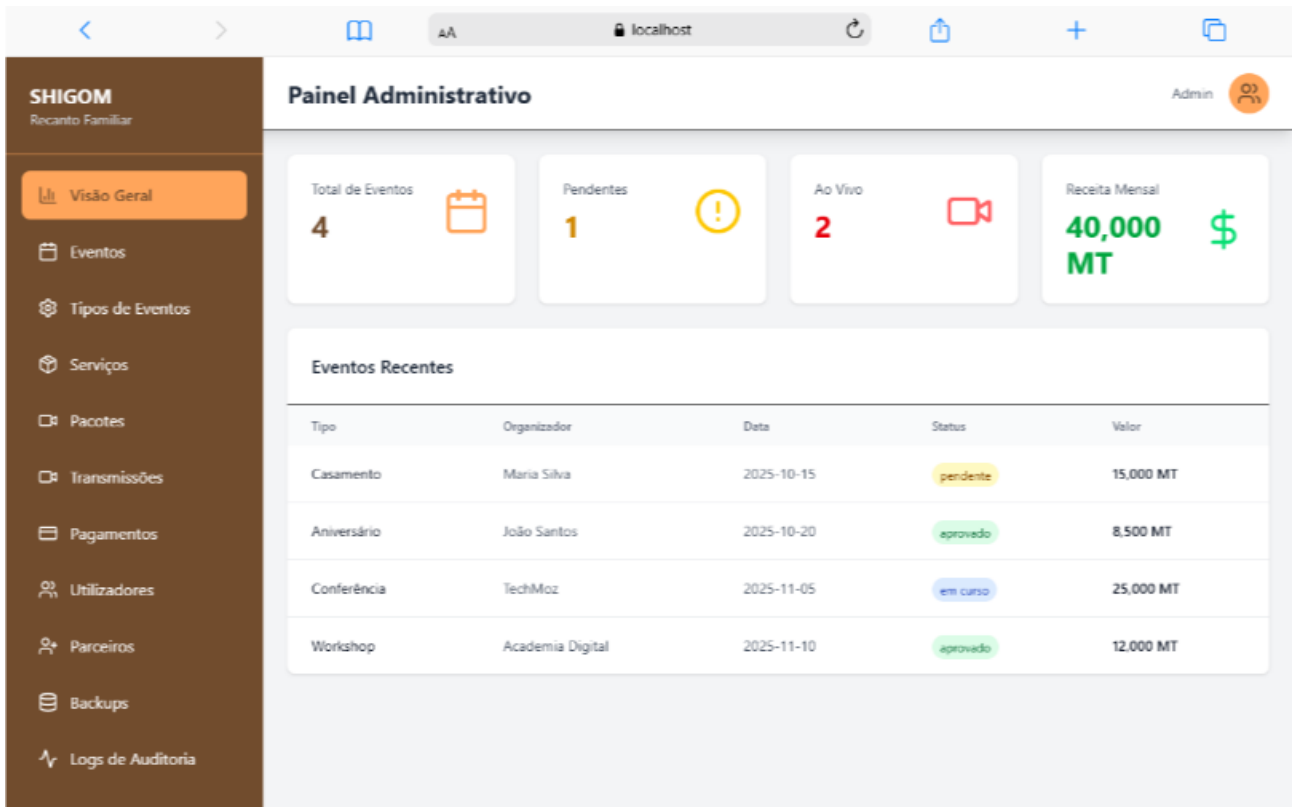 AA localhost
SHIGOM
Recanto Familiar
Painel Administrativo
Admin
Visão Geral
Eventos
Tipos de Eventos
Serviços
Pacotes
Transmissões
Pagamentos
Utilizadores
Parceiros
Backups
Logs de Auditoria
Total de Eventos
4
Pendentes
1
Ao Vivo
2
Receita Mensal
40,000
MT
Eventos Recentes
Tipo Organizador Data Status Valor
Casamento Maria Silva 2025-10-15 pendente 15,000 MT
Aniversário João Santos 2025-10-20 aprovado 8,500 MT
Conferência TechMoz 2025-11-05 em curso 25,000 MT
Workshop Academia Digital 2025-11-10 aprovado 12,000 MT